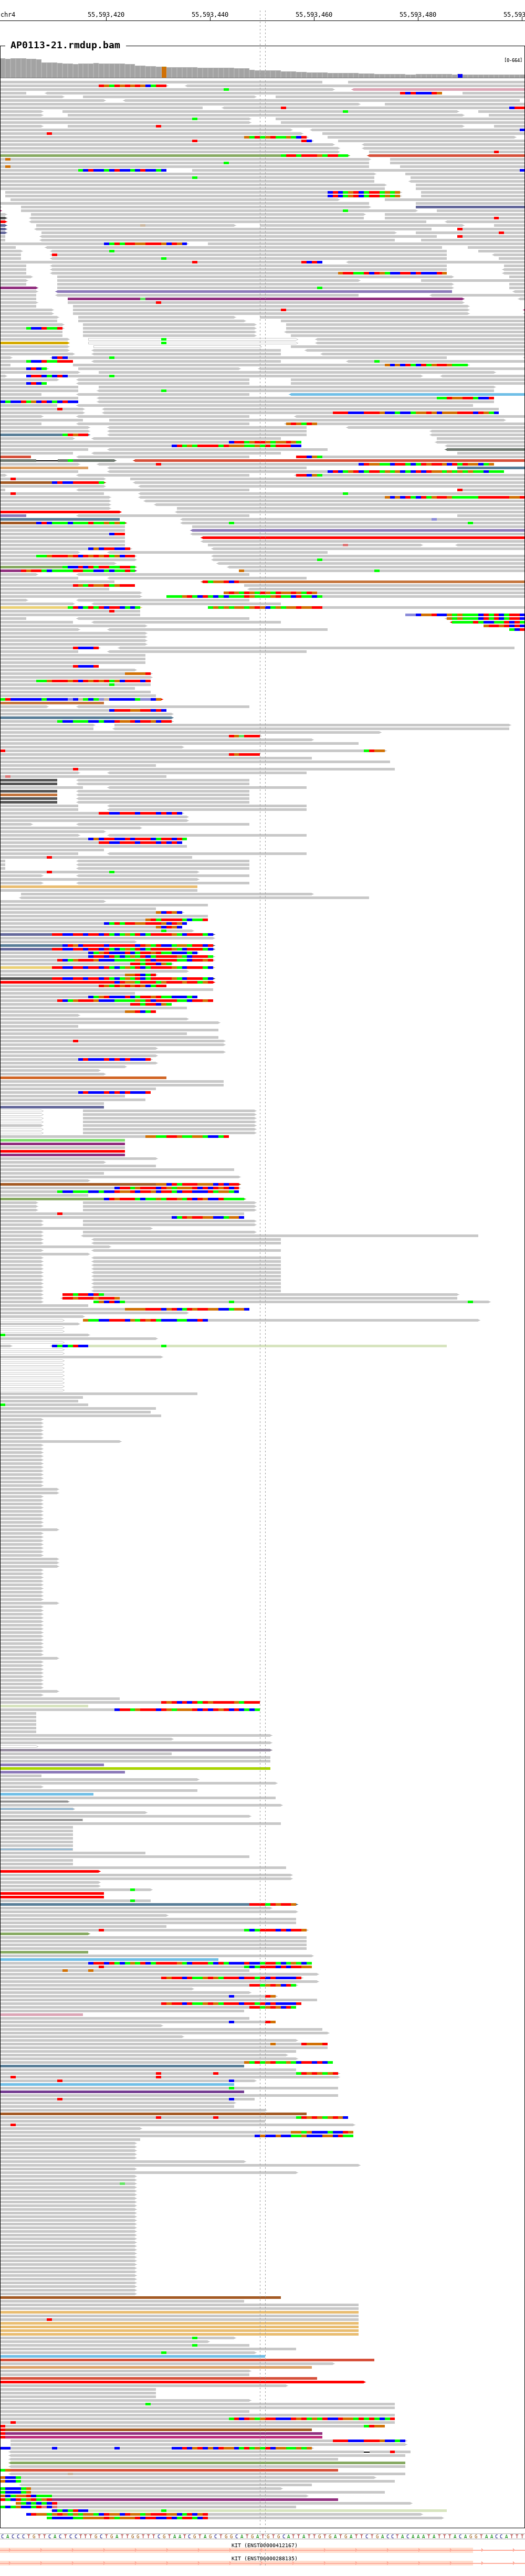 chr4 55,593,420 55,593,440 55,593,460 55,593,480 55,593
AP0113-21.rmdup.bam
[0-664]
CACCCTGTTCACTCCTTTGCTGATTGGTTTCGTAATCGTAGCTGGCATGATGTGCATTATTGTGATGATTCTGACCTACAAATATTTACAGGTAACCATTT
KIT (ENST00000412167)
KIT (ENST00000288135)